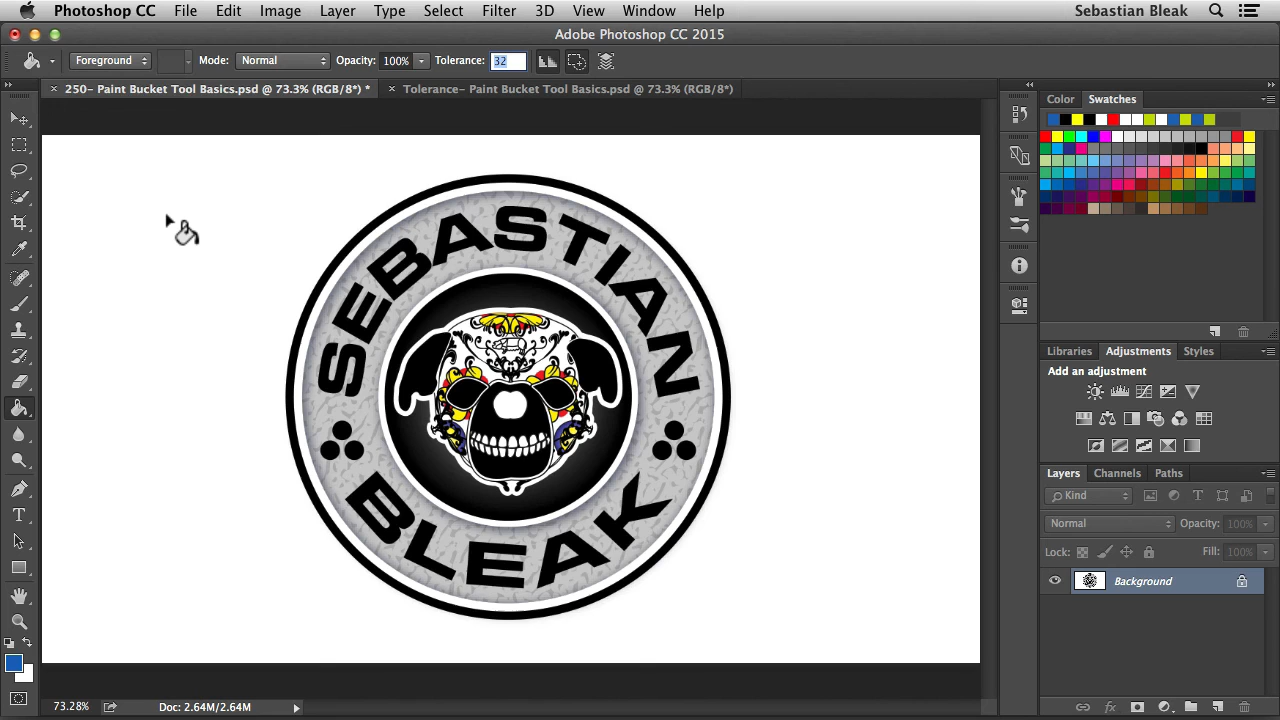 Photoshop CC File Edit Image Layer Type Select Filter 3D View Window Help Sebastian Bleak
Adobe Photoshop CC 2015
Foreground Mode: Normal Opacity: 100% Tolerance: 32
250- Paint Bucket Tool Basics.psd @ 73.3% (RGB/8*) * Tolerance- Paint Bucket Tool Basics.psd @ 73.3% (RGB/8*)
Color Swatches
SEBASTIAN
BLEAK
Libraries Adjustments Styles
Add an adjustment
Layers Channels Paths
Kind
Normal Opacity: 100%
Lock: Fill: 100%
Background
73.28% Doc: 2.64M/2.64M